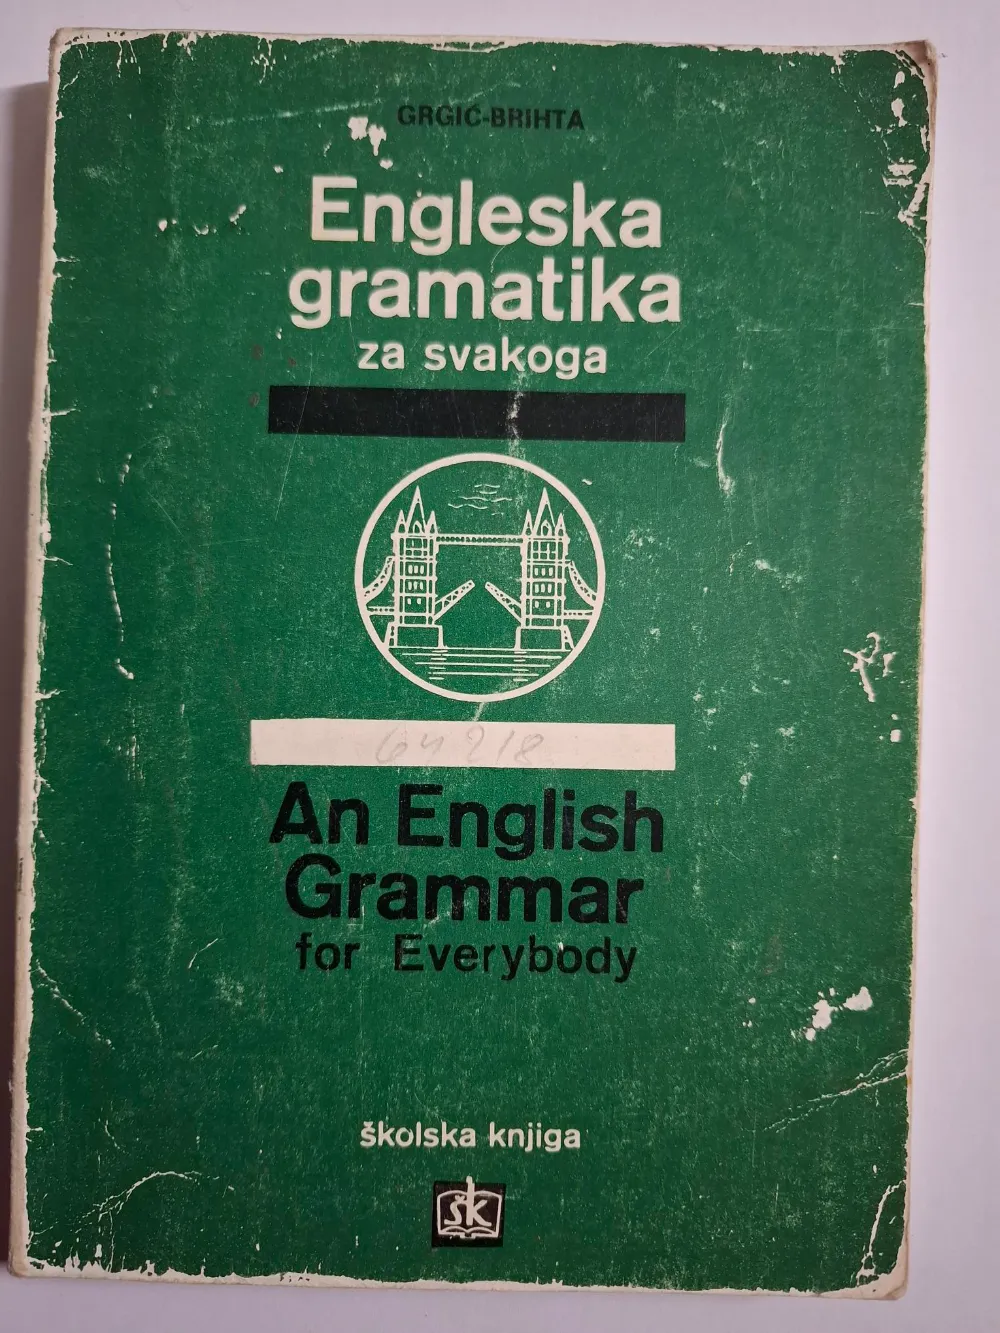 GRGIĆ-BRIHTA
Engleska
gramatika
za svakoga
64218
An English
Grammar
for Everybody
školska knjiga
šk